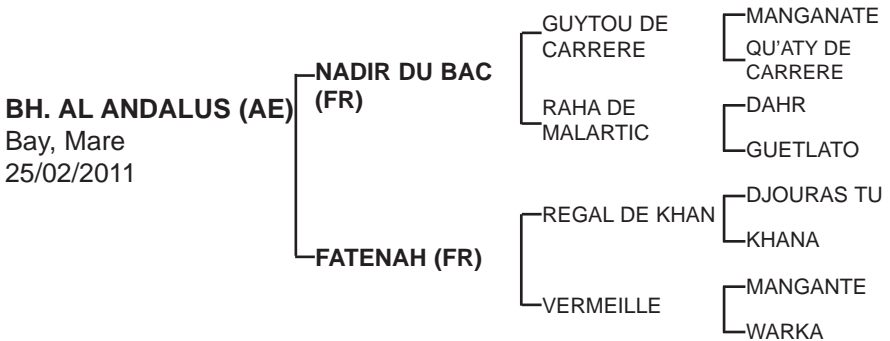 BH. AL ANDALUS (AE)
Bay, Mare
25/02/2011
NADIR DU BAC
(FR)
FATENAH (FR)
GUYTOU DE
CARRERE
RAHA DE
MALARTIC
REGAL DE KHAN
VERMEILLE
MANGANATE
QU'ATY DE
CARRERE
DAHR
GUETLATO
DJOURAS TU
KHANA
MANGANTE
WARKA